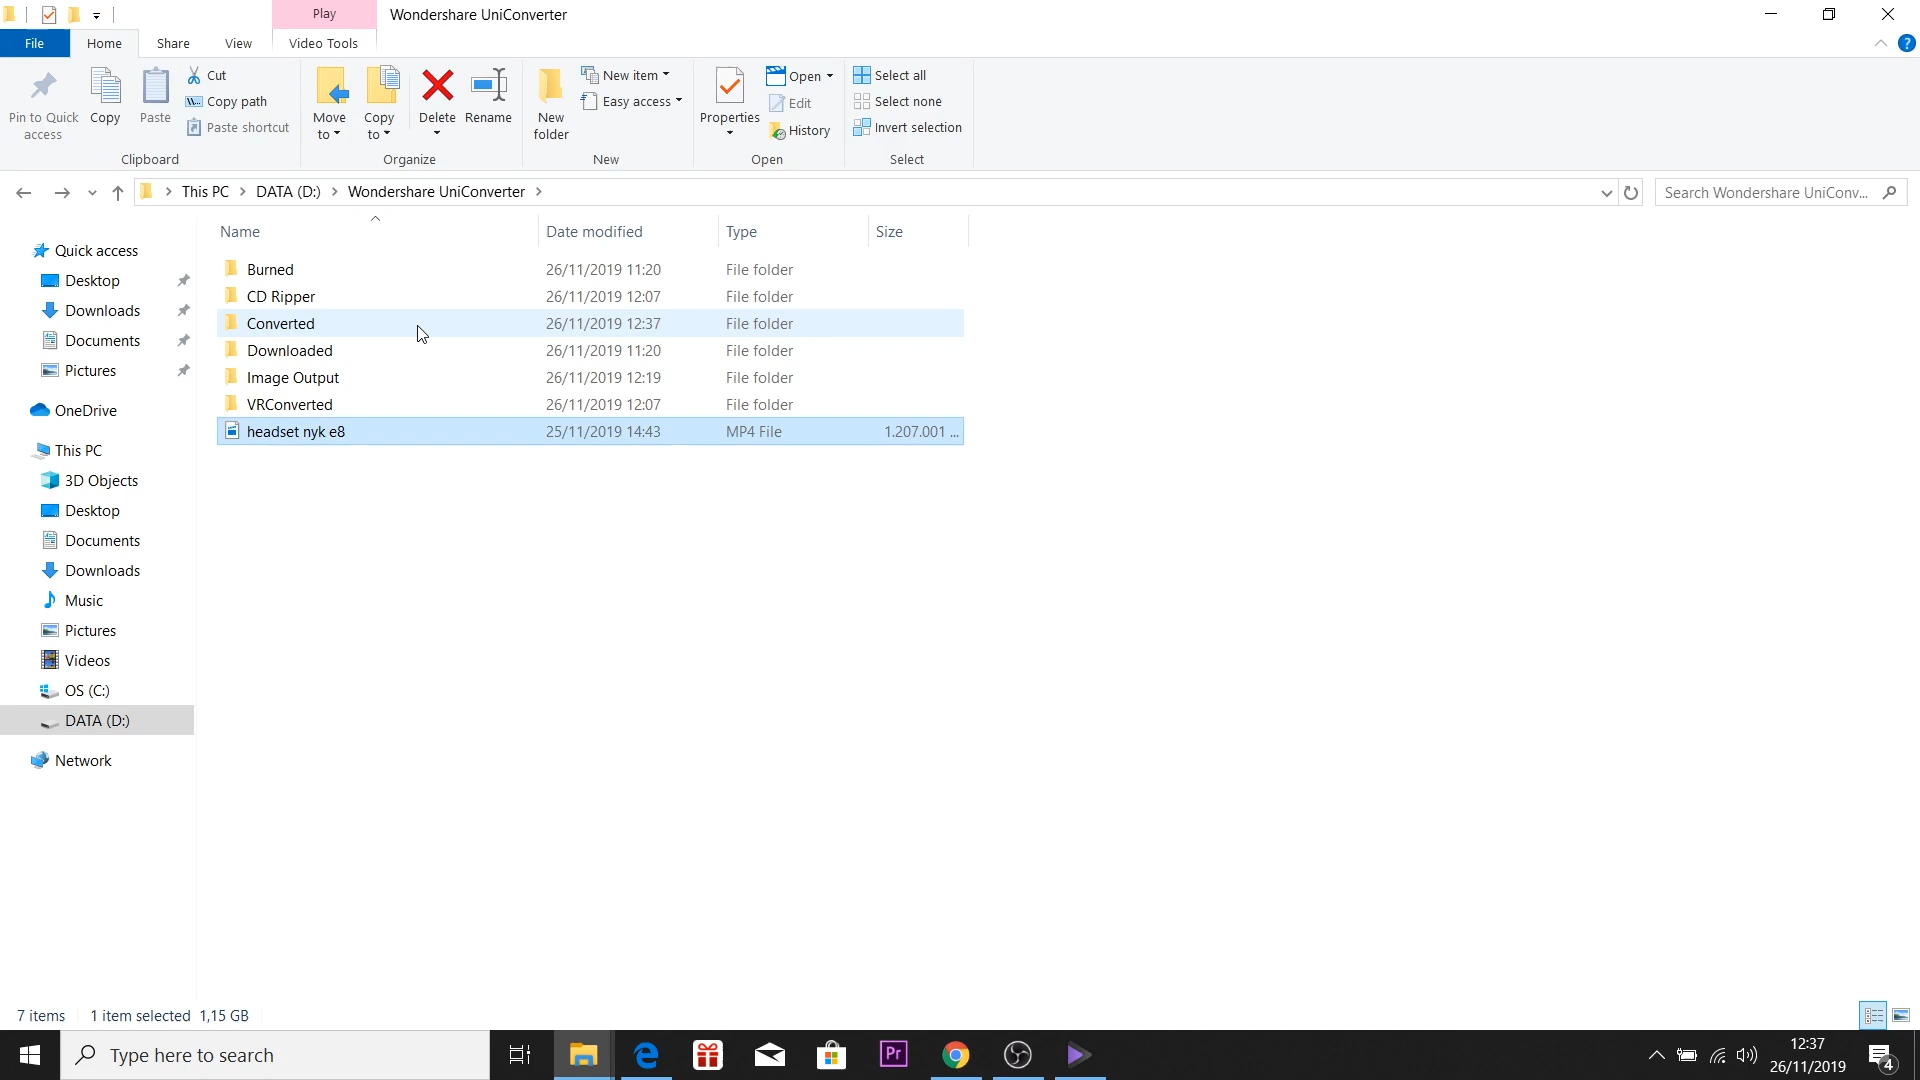 Play
Wondershare UniConverter
File
Home
Share
View
Video Tools
Pin to Quick access
Copy
Paste
Cut
Copy path
Paste shortcut
Clipboard
Move to
Copy to
Delete
Rename
Organize
New folder
New item
Easy access
New
Properties
Open
Edit
History
Open
Select all
Select none
Invert selection
Select
This PC > DATA (D:) > Wondershare UniConverter >
Search Wondershare UniConv...
Name Date modified Type Size
Quick access
Desktop
Downloads
Documents
Pictures
OneDrive
This PC
3D Objects
Desktop
Documents
Downloads
Music
Pictures
Videos
OS (C:)
DATA (D:)
Network
Burned 26/11/2019 11:20 File folder
CD Ripper 26/11/2019 12:07 File folder
Converted 26/11/2019 12:37 File folder
Downloaded 26/11/2019 11:20 File folder
Image Output 26/11/2019 12:19 File folder
VRConverted 26/11/2019 12:07 File folder
headset nyk e8 25/11/2019 14:43 MP4 File 1.207.001 ...
7 items 1 item selected 1,15 GB
Type here to search
Pr
12:37
26/11/2019
4